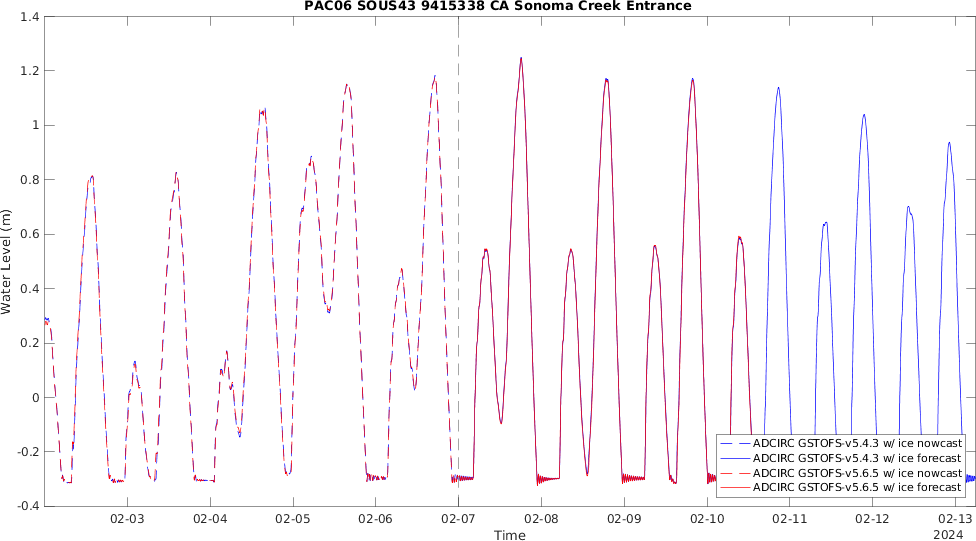 PAC06 SOUS43 9415338 CA Sonoma Creek Entrance
1.4
1.2
1
0.8
0.6
0.4
0.2
0
-0.2
-0.4
Water Level (m)
ADCIRC GSTOFS-v5.4.3 w/ ice nowcast
ADCIRC GSTOFS-v5.4.3 w/ ice forecast
ADCIRC GSTOFS-v5.6.5 w/ ice nowcast
ADCIRC GSTOFS-v5.6.5 w/ ice forecast
02-03 02-04 02-05 02-06 02-07 02-08 02-09 02-10 02-11 02-12 02-13
Time
2024